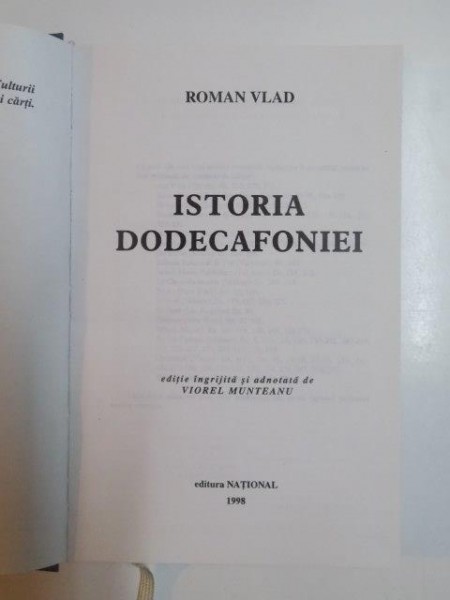 ulturii
i cărți.
ROMAN VLAD
ISTORIA
DODECAFONIEI
ediție îngrijită și adnotată de
VIOREL MUNTEANU
editura NAȚIONAL
1998